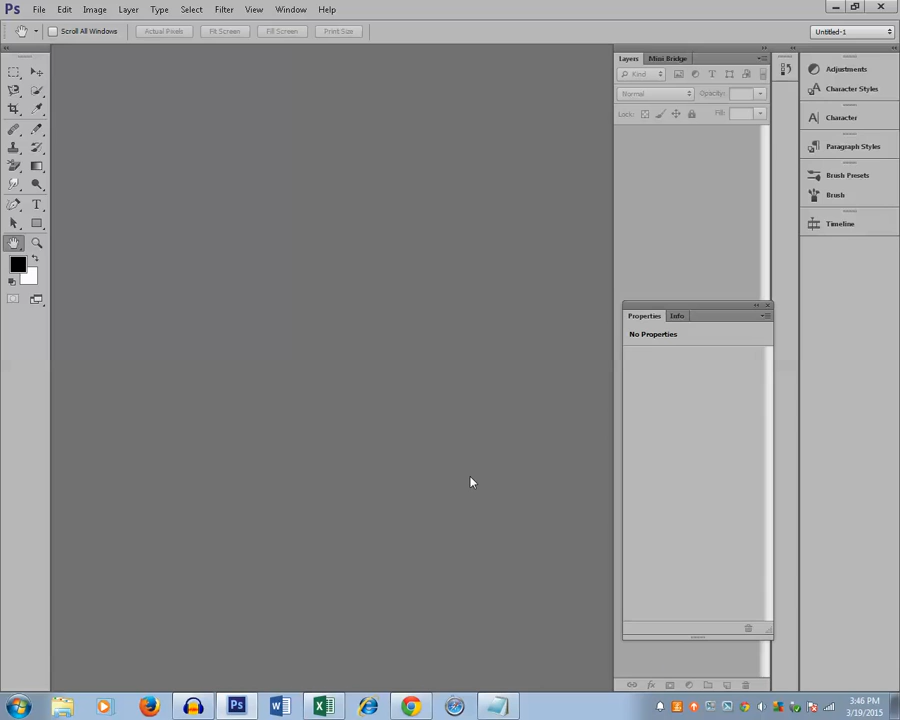 Ps File Edit Image Layer Type Select Filter View Window Help
Scroll All Windows Actual Pixels Fit Screen Fill Screen Print Size Untitled-1
Layers Mini Bridge
Kind T
Normal Opacity:
Lock: Fill:
Adjustments
Character Styles
Character
Paragraph Styles
Brush Presets
Brush
Timeline
T
Properties Info
No Properties
fx
Ps W X
3:46 PM
3/19/2015